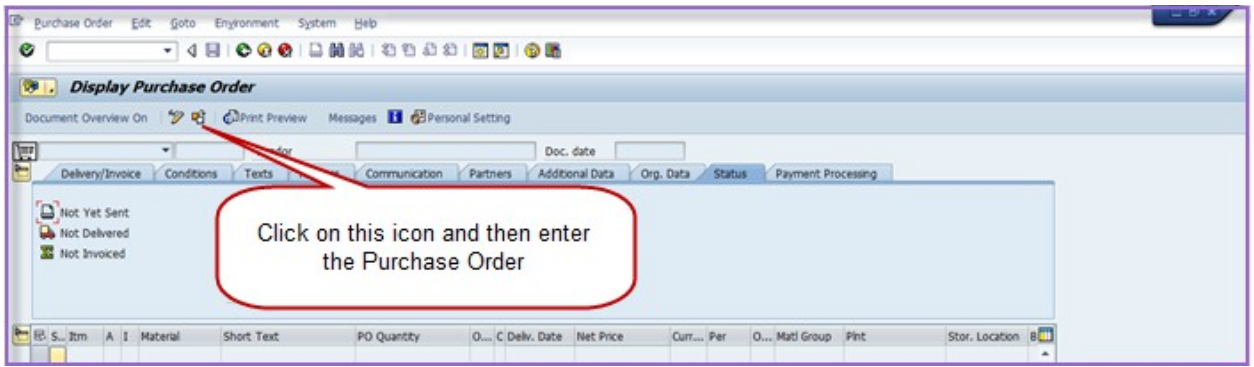 Purchase Order Edit Goto Environment System Help
Display Purchase Order
Document Overview On Print Preview Messages Personal Setting
Doc. date
Delivery/Invoice Conditions Texts Communication Partners Additional Data Org. Data Status Payment Processing
Not Yet Sent
Not Delivered
Not Invoiced
Click on this icon and then enter
the Purchase Order
S... Itm A I Material Short Text PO Quantity O... C Delv. Date Net Price Curr... Per O... Matl Group Plnt Stor. Location B